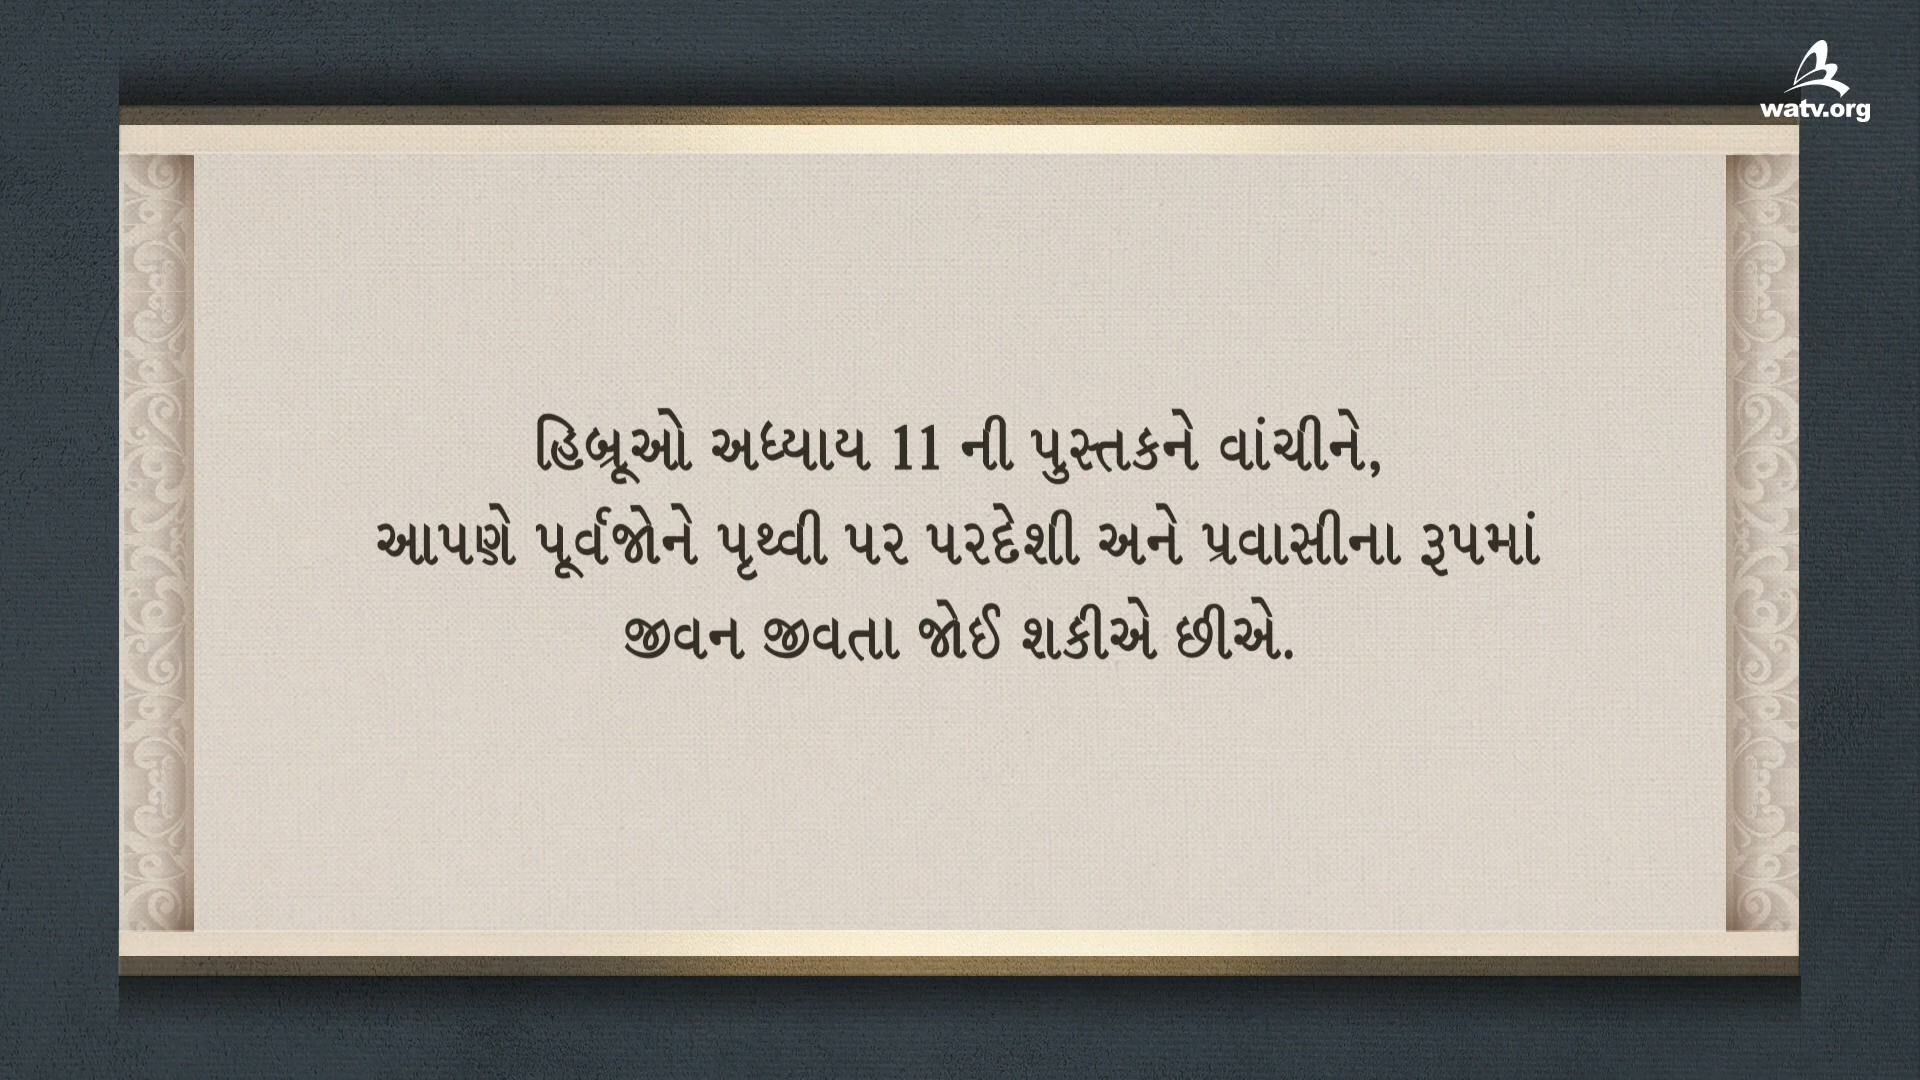 watv.org
હિબ્રૂઓ અધ્યાય 11 ની પુસ્તકને વાંચીને,
આપણે પૂર્વજોને પૃથ્વી પર પરદેશી અને પ્રવાસીના રૂપમાં
જીવન જીવતા જોઈ શકીએ છીએ.